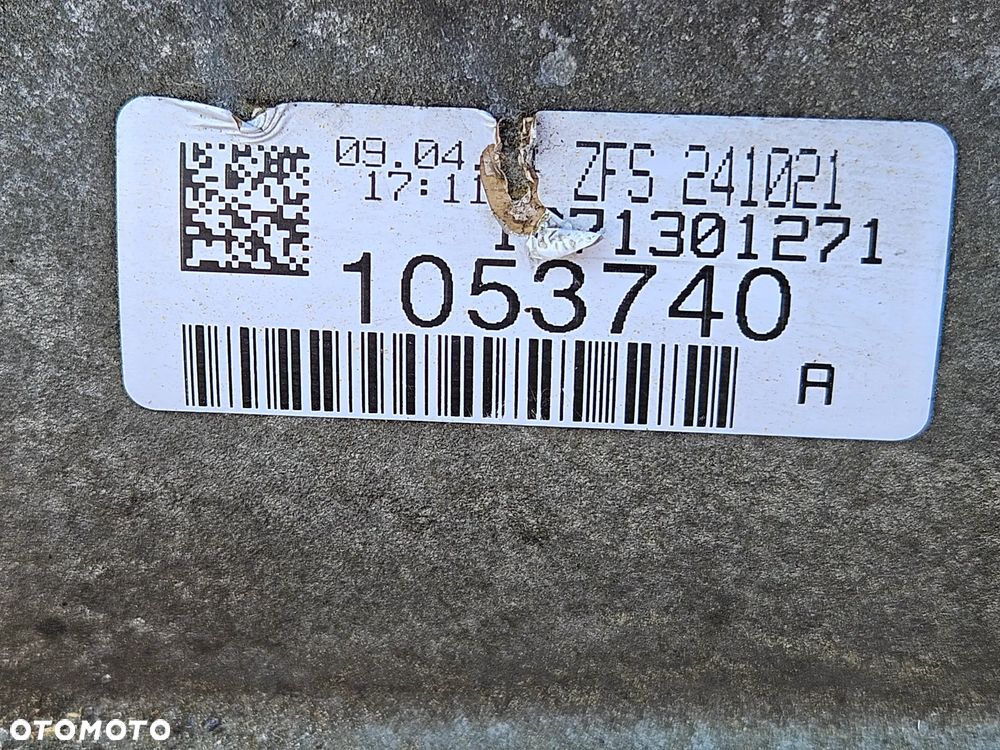 09.04. ZFS 241021
17:11
71301271
1053740
A
OTOMOTO